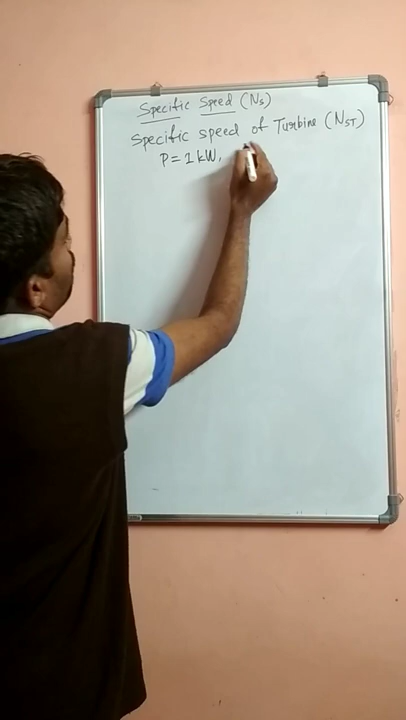 Specific Speed (Ns)
Specific speed of Turbine (NST)
P = 1 kW,